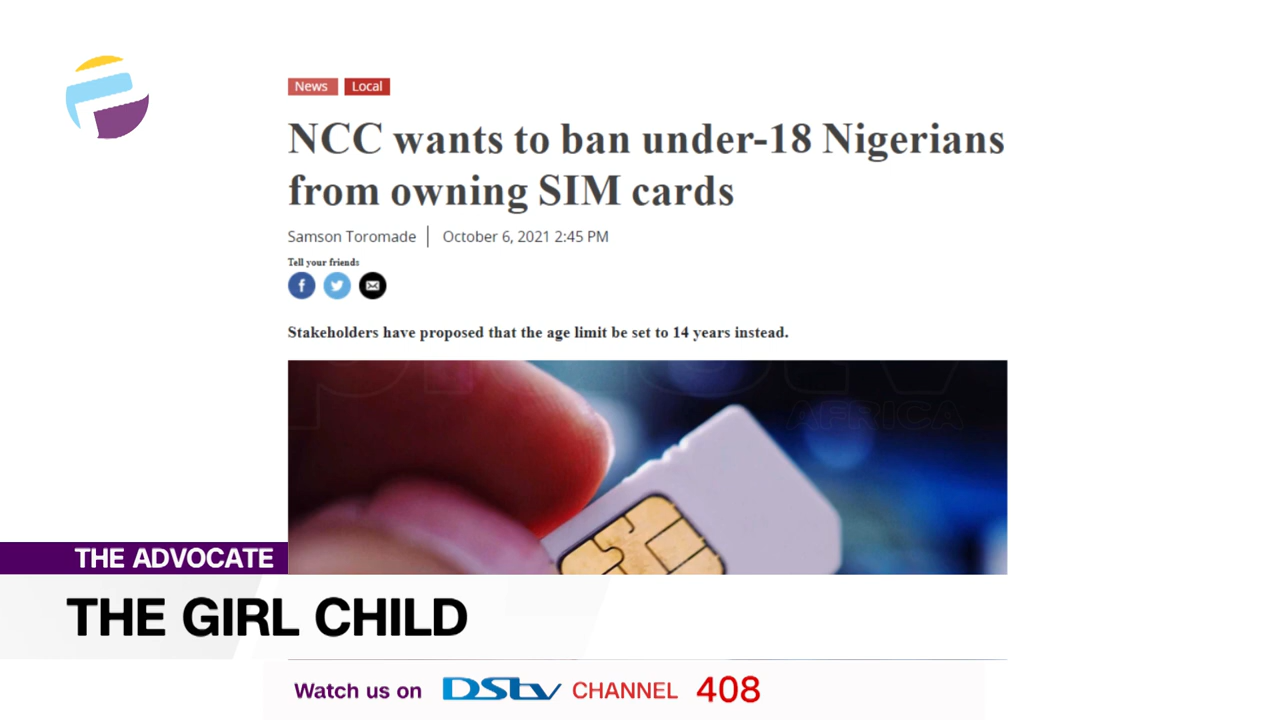 News Local
NCC wants to ban under-18 Nigerians
from owning SIM cards
Samson Toromade | October 6, 2021 2:45 PM
Tell your friends
Stakeholders have proposed that the age limit be set to 14 years instead.
AFRICA
THE ADVOCATE
THE GIRL CHILD
Watch us on DStv CHANNEL 408